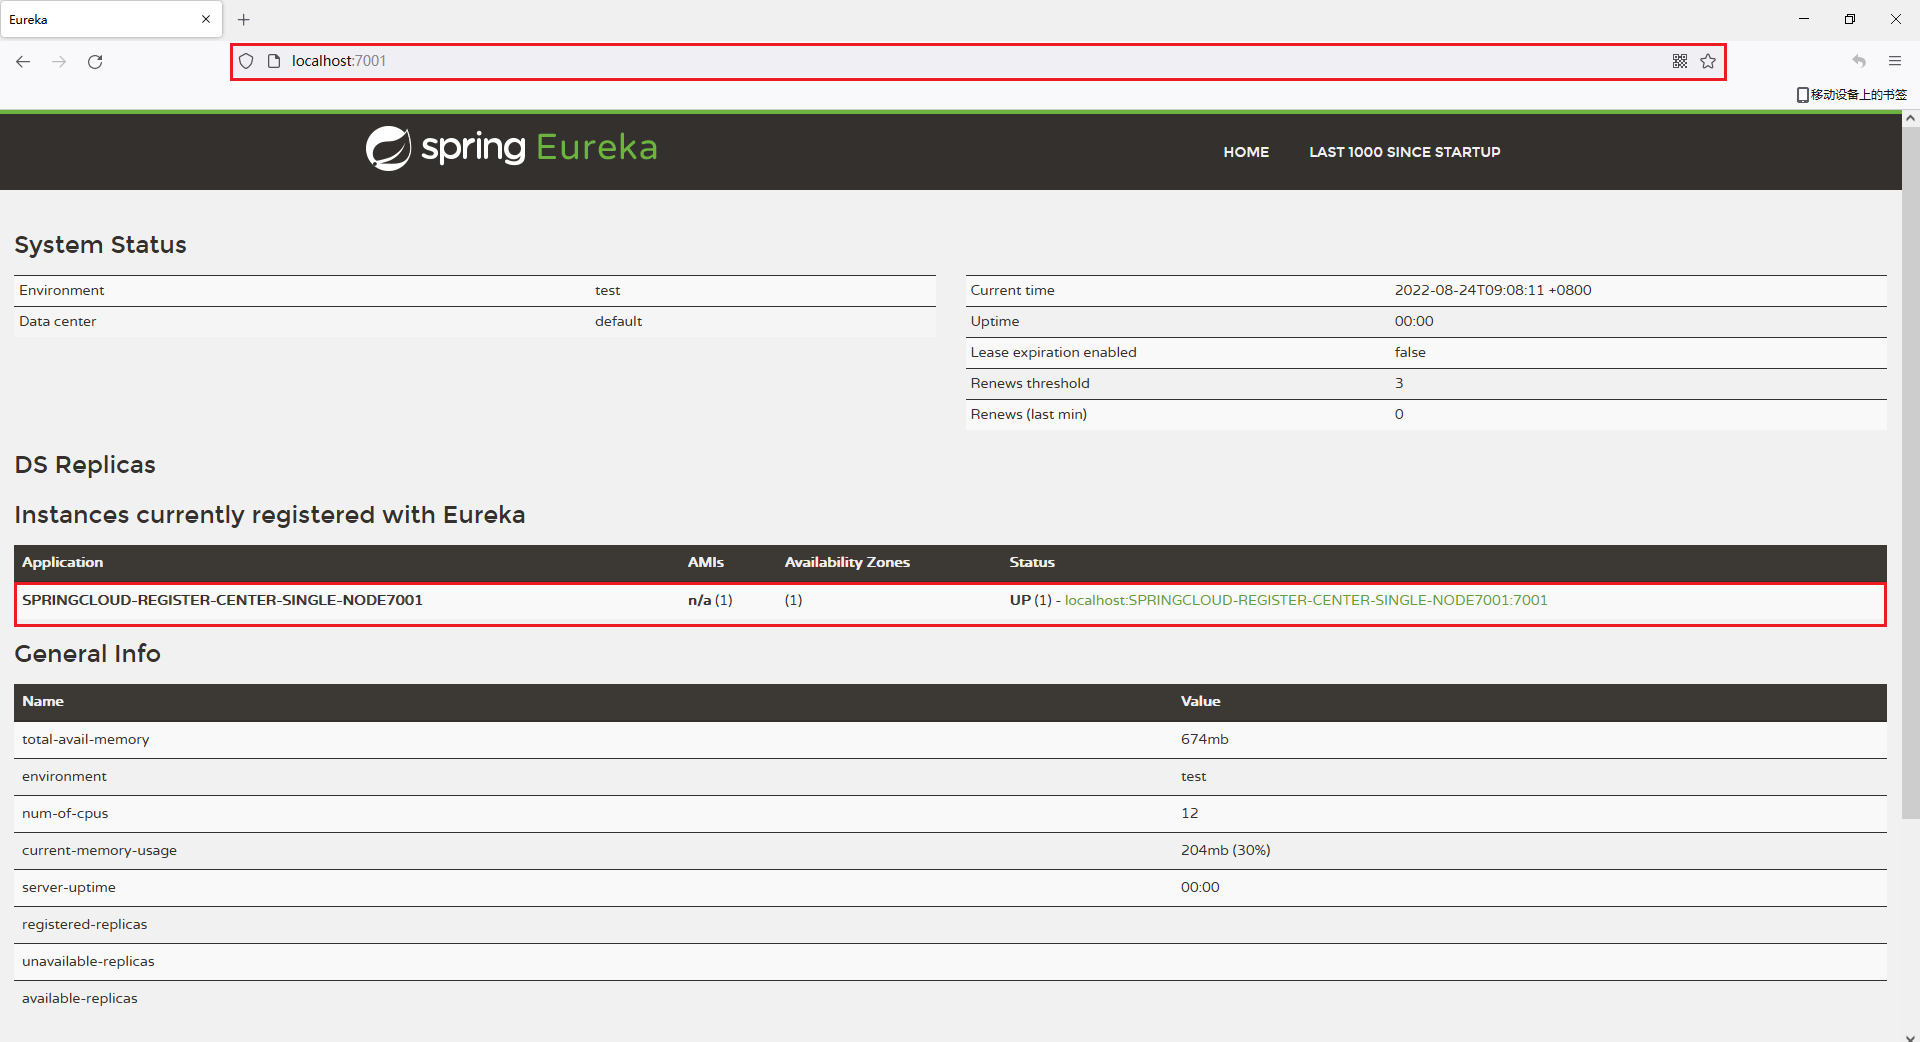 Eureka
localhost:7001
移动设备上的书签
spring Eureka
HOME LAST 1000 SINCE STARTUP
System Status
Environment test
Data center default
Current time 2022-08-24T09:08:11 +0800
Uptime 00:00
Lease expiration enabled false
Renews threshold 3
Renews (last min) 0
DS Replicas
Instances currently registered with Eureka
Application AMIs Availability Zones Status
SPRINGCLOUD-REGISTER-CENTER-SINGLE-NODE7001 n/a (1) (1) UP (1) - localhost:SPRINGCLOUD-REGISTER-CENTER-SINGLE-NODE7001:7001
General Info
Name Value
total-avail-memory 674mb
environment test
num-of-cpus 12
current-memory-usage 204mb (30%)
server-uptime 00:00
registered-replicas
unavailable-replicas
available-replicas